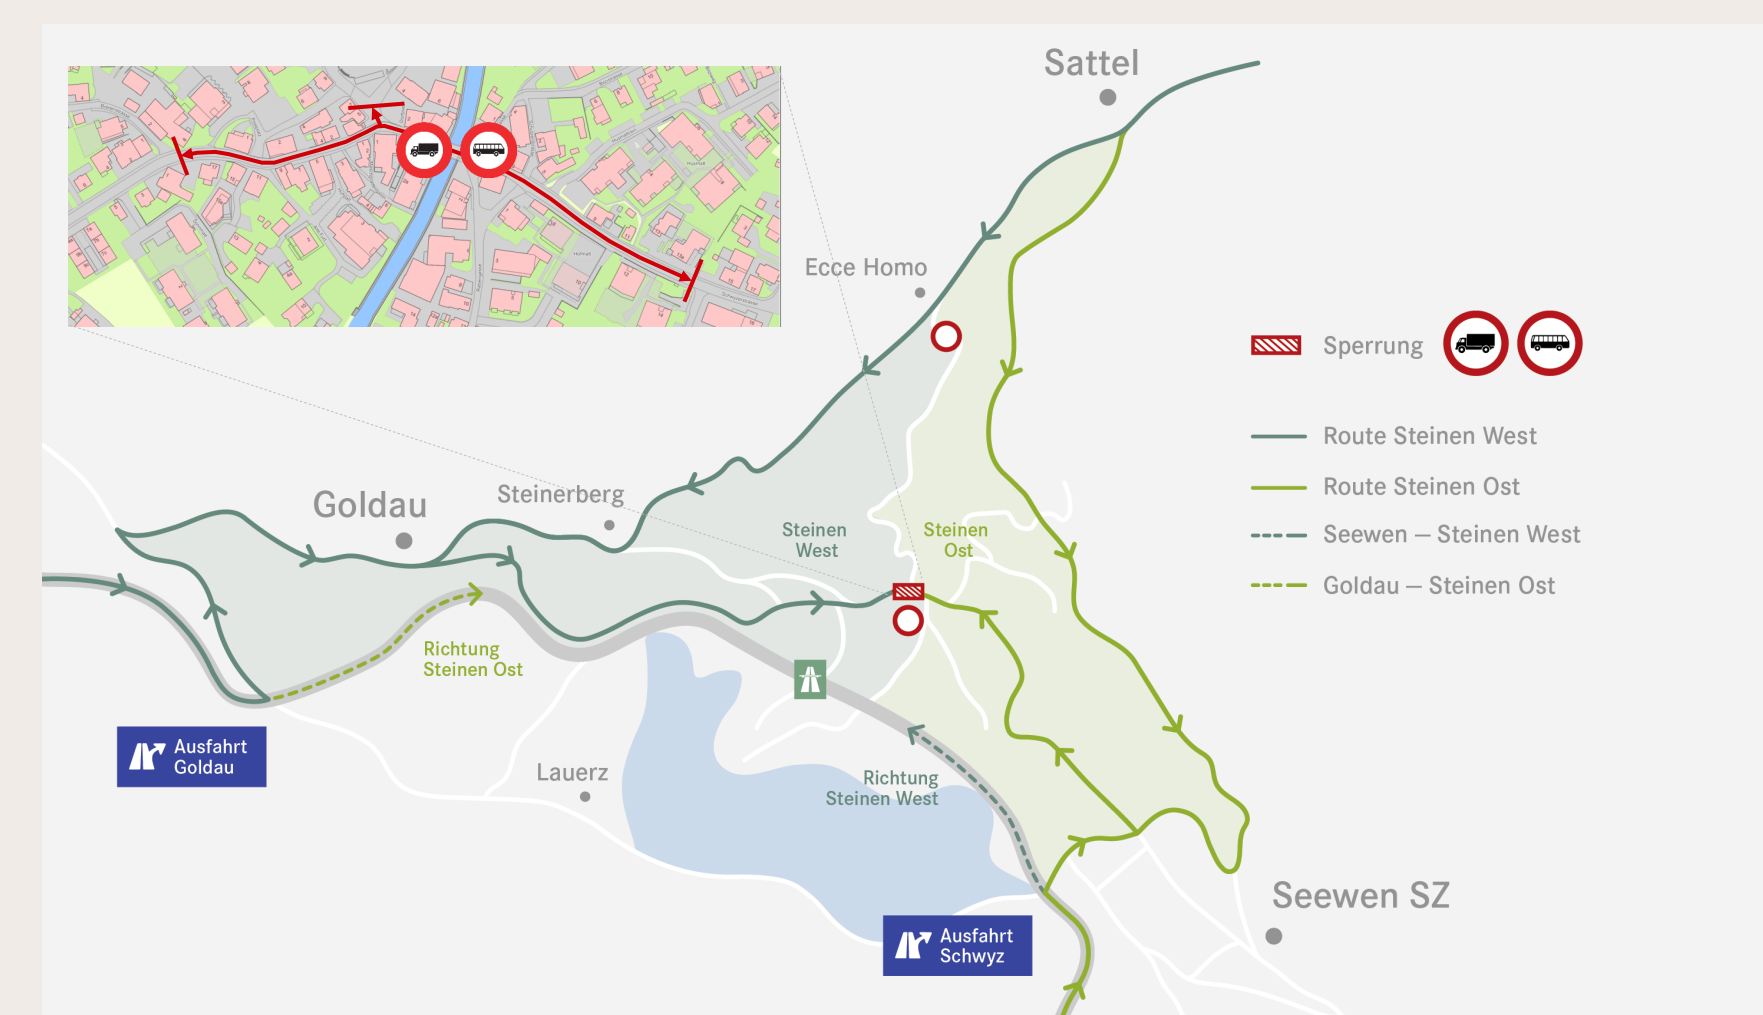 Sattel
Ecce Homo
Sperrung
Route Steinen West
Route Steinen Ost
Seewen — Steinen West
Goldau — Steinen Ost
Goldau
Steinerberg
Steinen
West
Steinen
Ost
Richtung
Steinen Ost
Ausfahrt
Goldau
Lauerz
Richtung
Steinen West
Seewen SZ
Ausfahrt
Schwyz